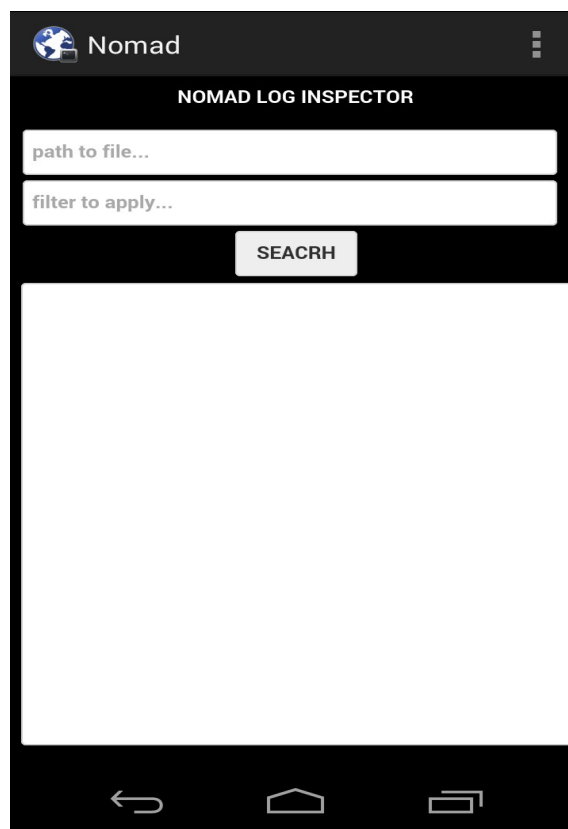 Nomad
NOMAD LOG INSPECTOR
path to file...
filter to apply...
SEACRH